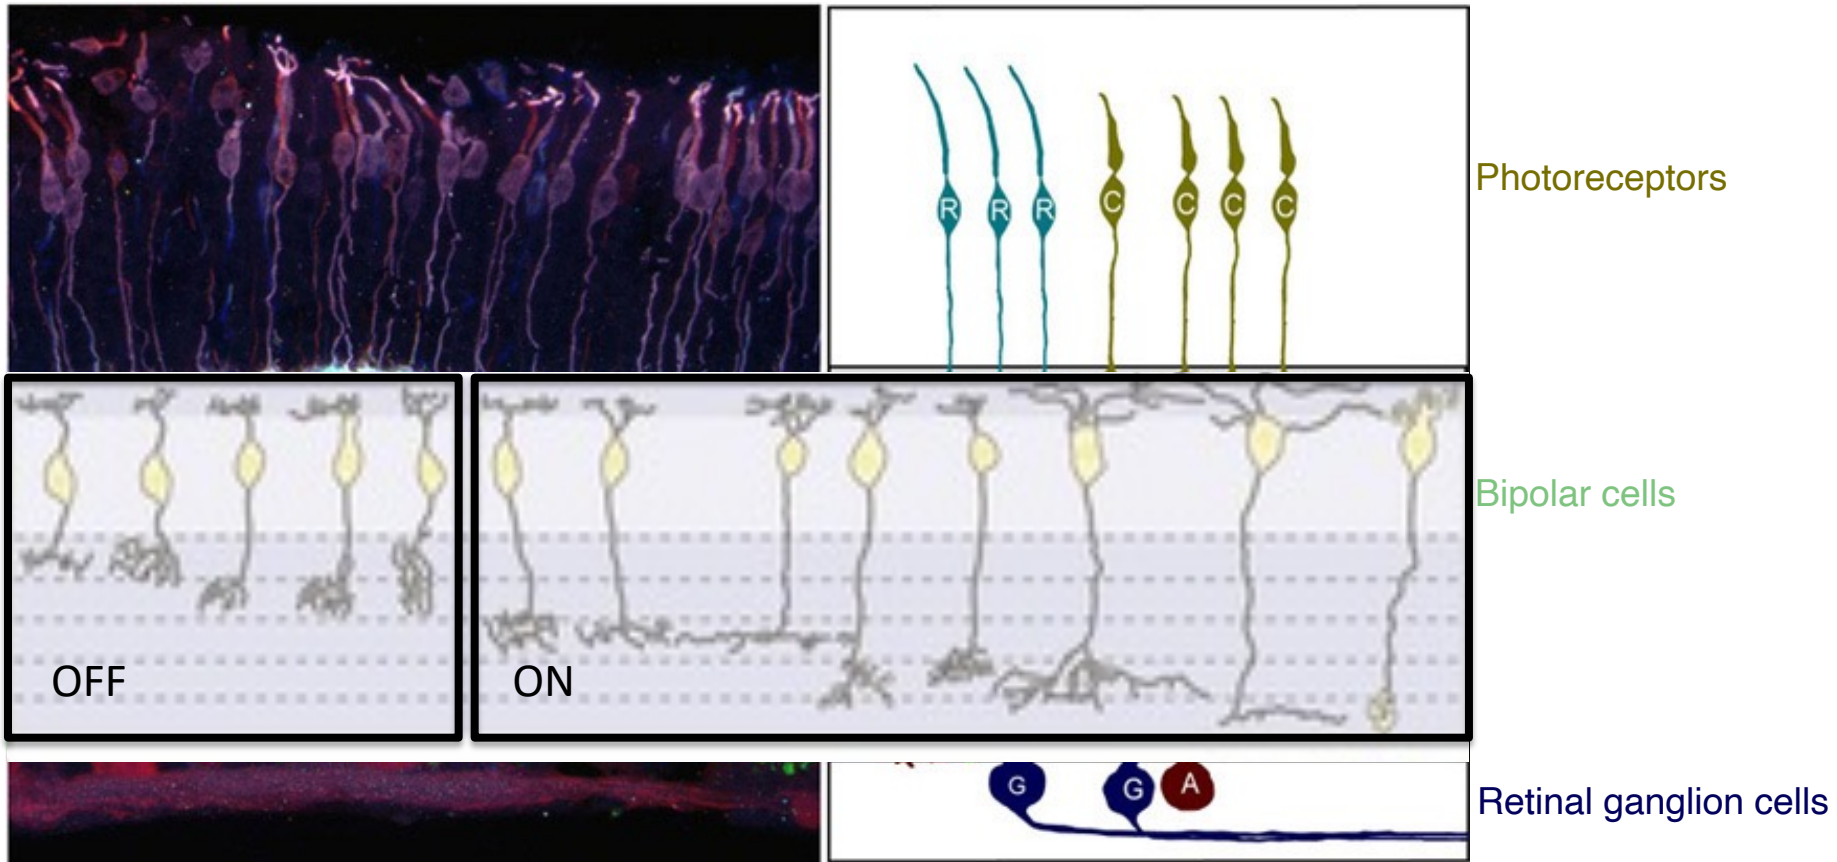 R R R C C C C
Photoreceptors
Bipolar cells
OFF
ON
G G A
Retinal ganglion cells